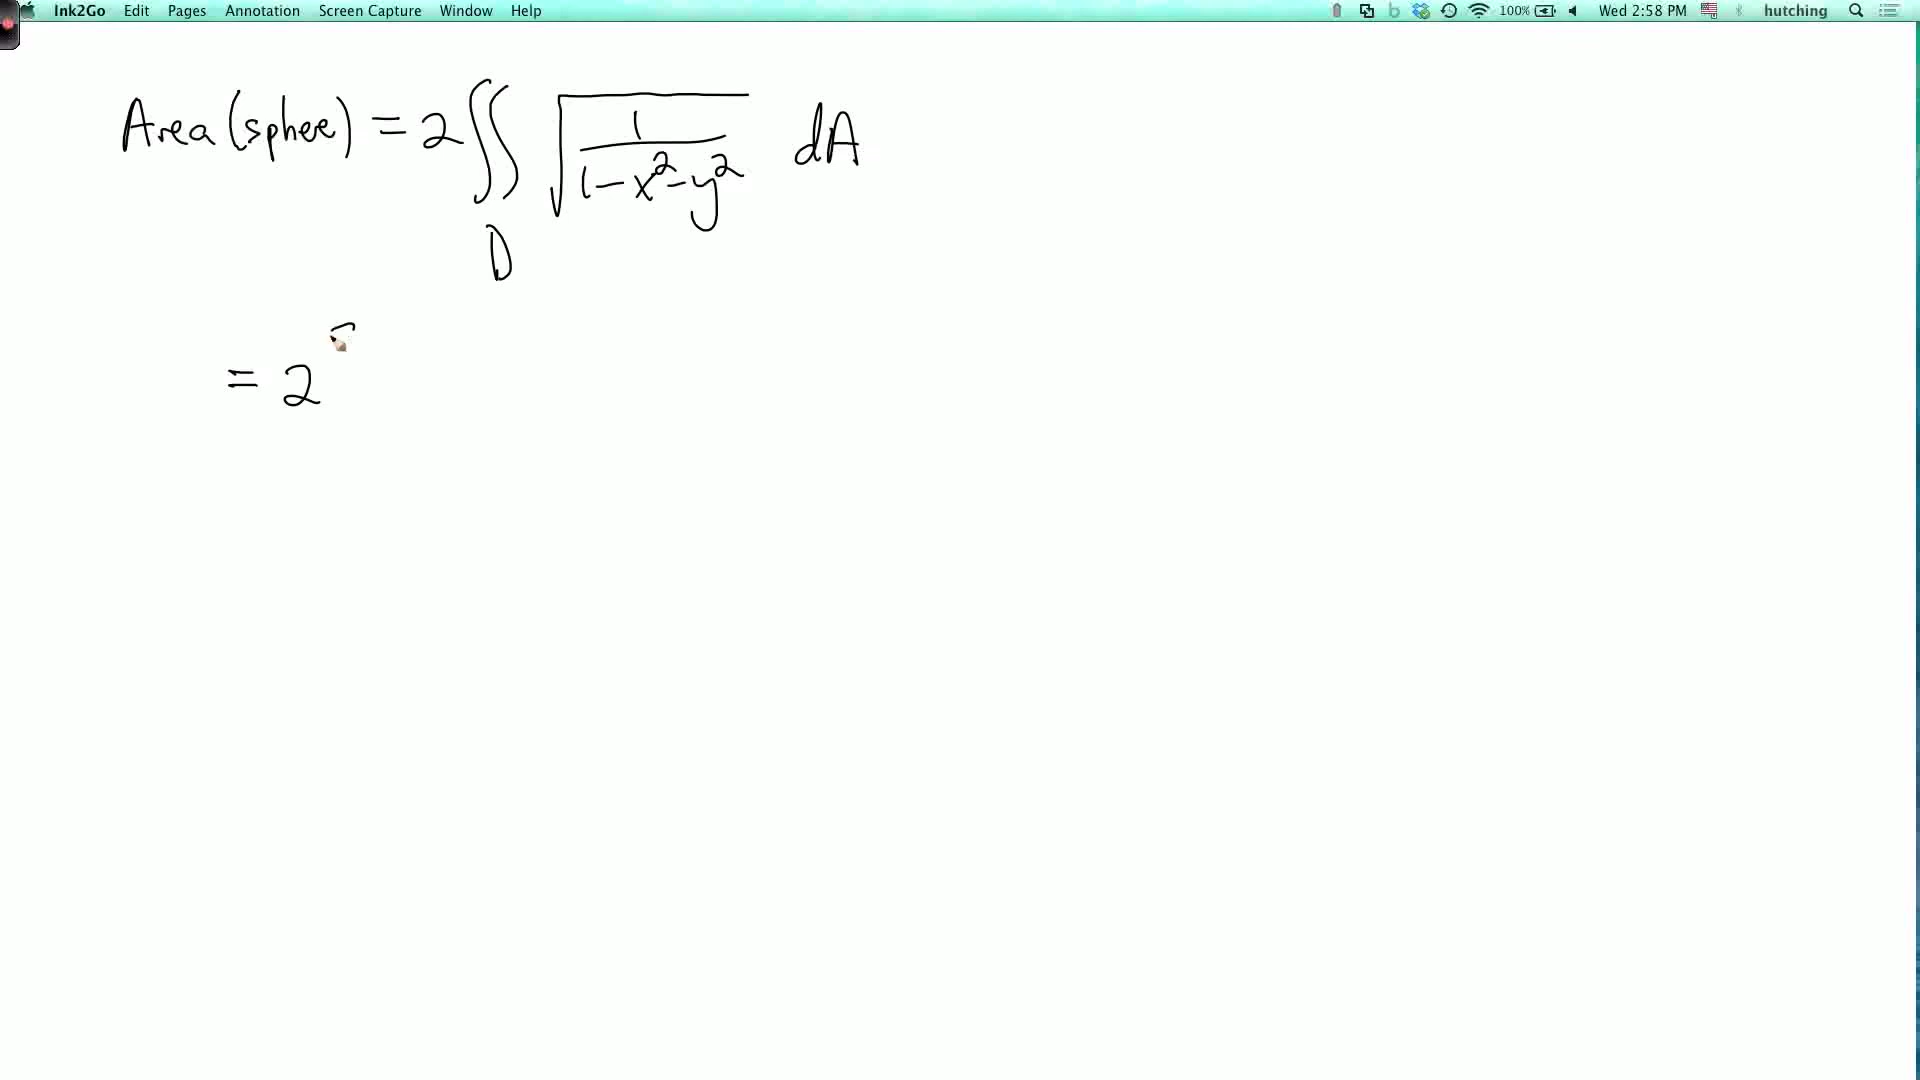 Ink2Go Edit Pages Annotation Screen Capture Window Help 100% Wed 2:58 PM hutching
Area (sphere) = 2 ∬_D √(1/(1-x²-y²)) dA
= 2